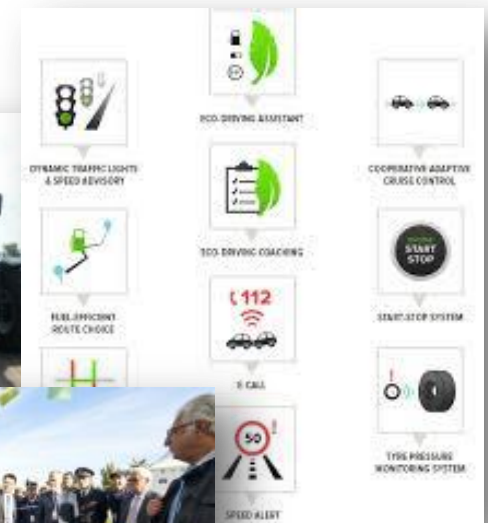 ECO-DRIVING ASSISTANT
DYNAMIC TRAFFIC LIGHTS
& SPEED ADVISORY
COOPERATIVE ADAPTIVE
CRUISE CONTROL
ECO-DRIVING COACHING
START
STOP
FUEL-EFFICIENT
ROUTE CHOICE
112
E-CALL
START-STOP SYSTEM
50
TYRE PRESSURE
MONITORING SYSTEM
SPEED ALERT